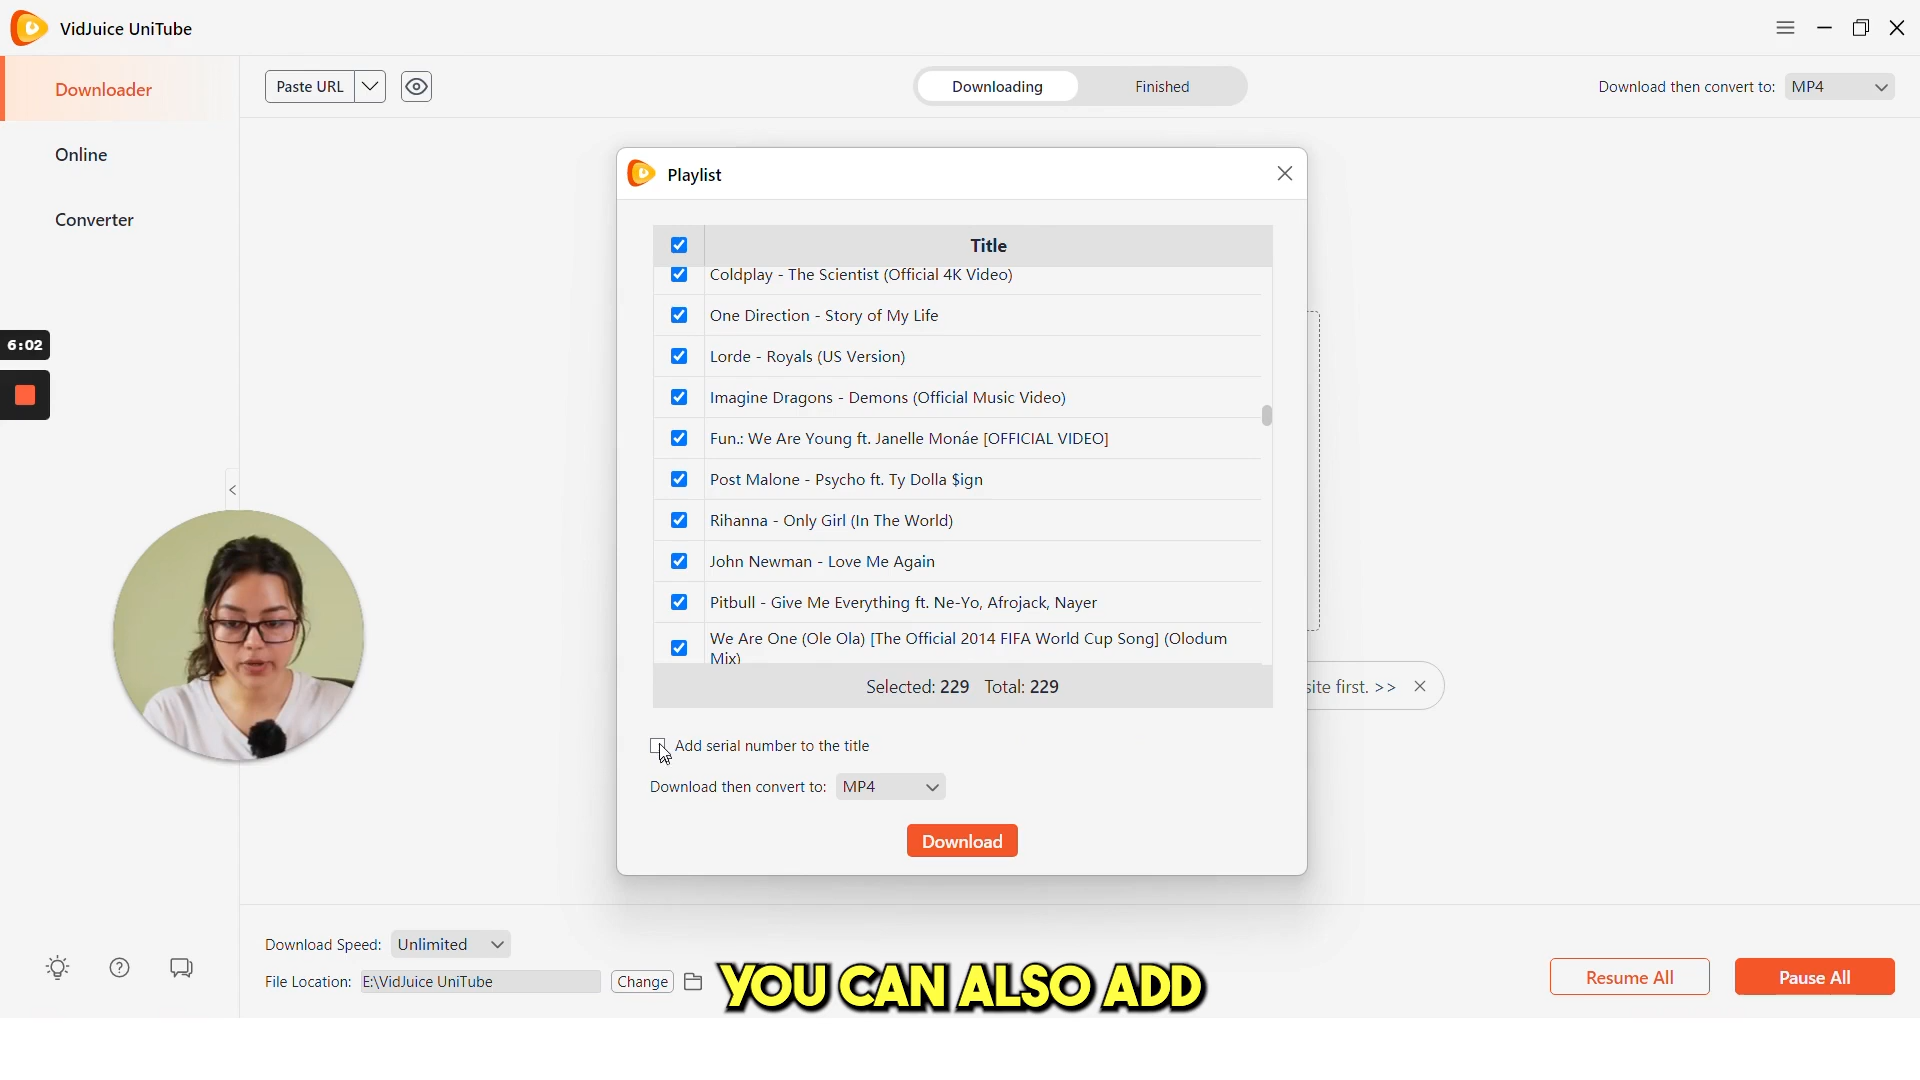 VidJuice UniTube
Downloader
Online
Converter
Paste URL
Downloading
Finished
Download then convert to: MP4
6:02
Playlist
Title
Coldplay - The Scientist (Official 4K Video)
One Direction - Story of My Life
Lorde - Royals (US Version)
Imagine Dragons - Demons (Official Music Video)
Fun.: We Are Young ft. Janelle Monáe [OFFICIAL VIDEO]
Post Malone - Psycho ft. Ty Dolla $ign
Rihanna - Only Girl (In The World)
John Newman - Love Me Again
Pitbull - Give Me Everything ft. Ne-Yo, Afrojack, Nayer
We Are One (Ole Ola) [The Official 2014 FIFA World Cup Song] (Olodum
Mix)
Selected: 229 Total: 229
site first. >>
Add serial number to the title
Download then convert to: MP4
Download
Download Speed: Unlimited
File Location: E:\VidJuice UniTube
Change
YOU CAN ALSO ADD
Resume All
Pause All